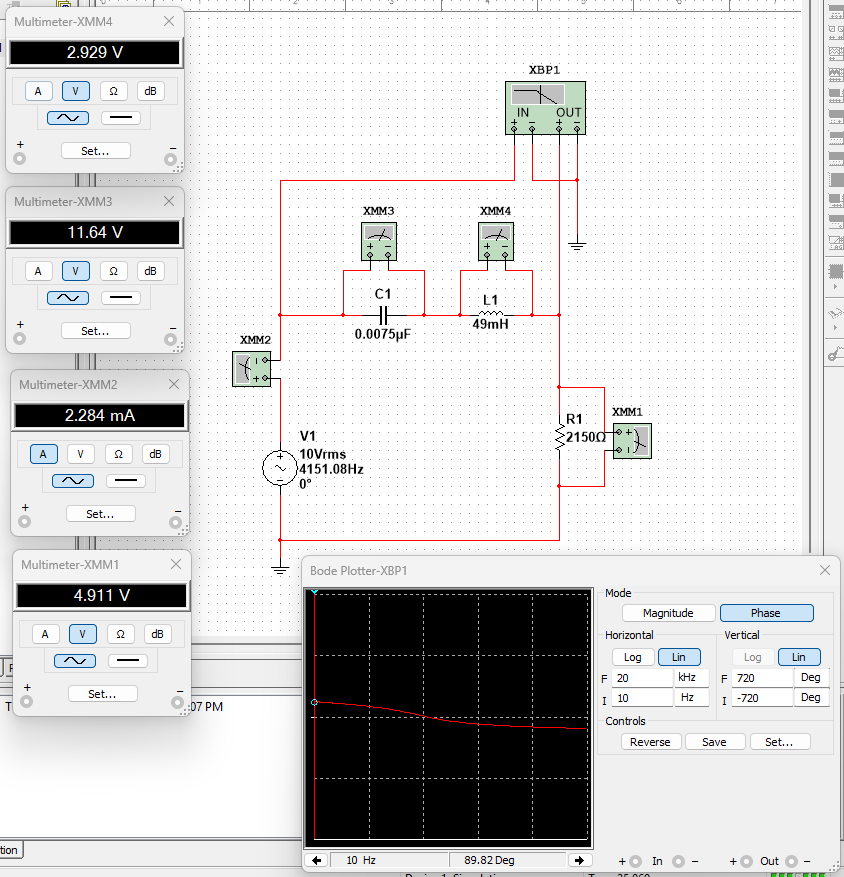 Multimeter-XMM4
2.929 V
A V Ω dB
+ −
Set...
Multimeter-XMM3
11.64 V
A V Ω dB
+ −
Set...
Multimeter-XMM2
2.284 mA
A V Ω dB
+ −
Set...
Multimeter-XMM1
4.911 V
A V Ω dB
+ −
Set...
XBP1
IN OUT
+ − + −
XMM3
+ −
XMM4
+ −
C1
0.0075µF
L1
49mH
XMM2
V1
10Vrms
4151.08Hz
0°
R1
2150Ω
XMM1
07 PM
tion
Bode Plotter-XBP1
Mode
Magnitude Phase
Horizontal Vertical
Log Lin Log Lin
F 20 kHz F 720 Deg
I 10 Hz I -720 Deg
Controls
Reverse Save Set...
10 Hz 89.82 Deg
+ In − + Out −